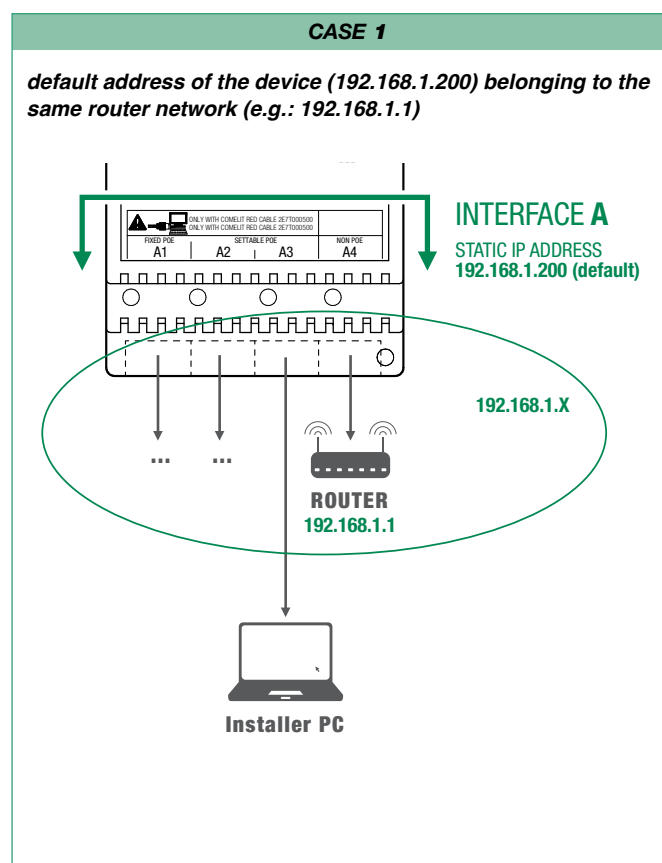 CASE 1
default address of the device (192.168.1.200) belonging to the
same router network (e.g.: 192.168.1.1)
ONLY WITH COMELIT RED CABLE 2E7T000500
ONLY WITH COMELIT RED CABLE 2E7T000500
FIXED POE
SETTABLE POE
NON POE
A1
A2
A3
A4
INTERFACE A
STATIC IP ADDRESS
192.168.1.200 (default)
192.168.1.X
...
...
ROUTER
192.168.1.1
Installer PC